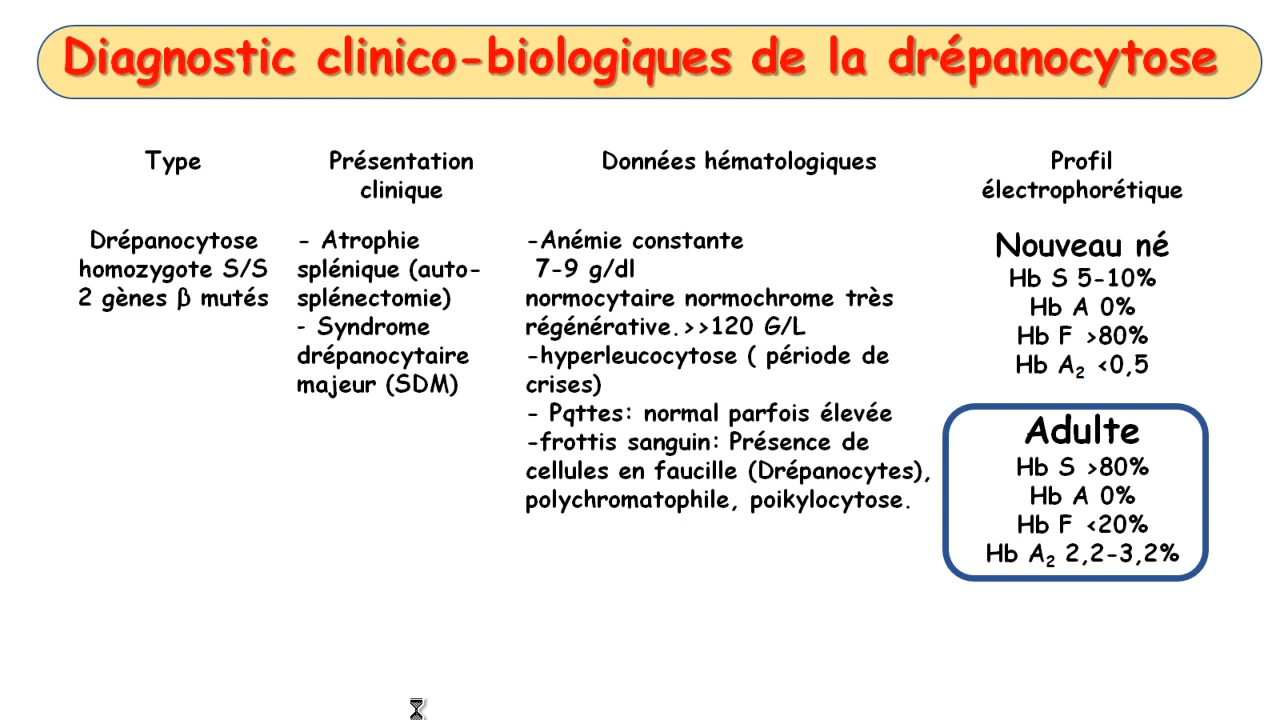 Diagnostic clinico-biologiques de la drépanocytose
Type
Présentation
clinique
Données hématologiques
Profil
électrophorétique
Drépanocytose
homozygote S/S
2 gènes β mutés
- Atrophie
splénique (auto-
splénectomie)
- Syndrome
drépanocytaire
majeur (SDM)
-Anémie constante
7-9 g/dl
normocytaire normochrome très
régénérative.>>120 G/L
-hyperleucocytose ( période de
crises)
- Pqttes: normal parfois élevée
-frottis sanguin: Présence de
cellules en faucille (Drépanocytes),
polychromatophile, poikylocytose.
Nouveau né
Hb S 5-10%
Hb A 0%
Hb F >80%
Hb A₂ <0,5
Adulte
Hb S >80%
Hb A 0%
Hb F <20%
Hb A₂ 2,2-3,2%